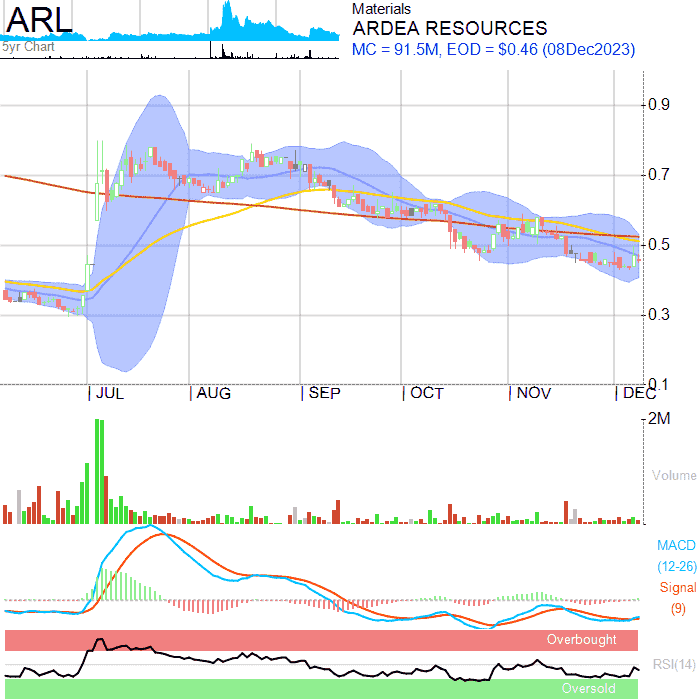 ARL
5yr Chart
Materials
ARDEA RESOURCES
MC = 91.5M, EOD = $0.46 (08Dec2023)
0.9
0.7
0.5
0.3
0.1
JUL AUG SEP OCT NOV DEC
2M
Volume
MACD
(12-26)
Signal
(9)
Overbought
RSI(14)
Oversold